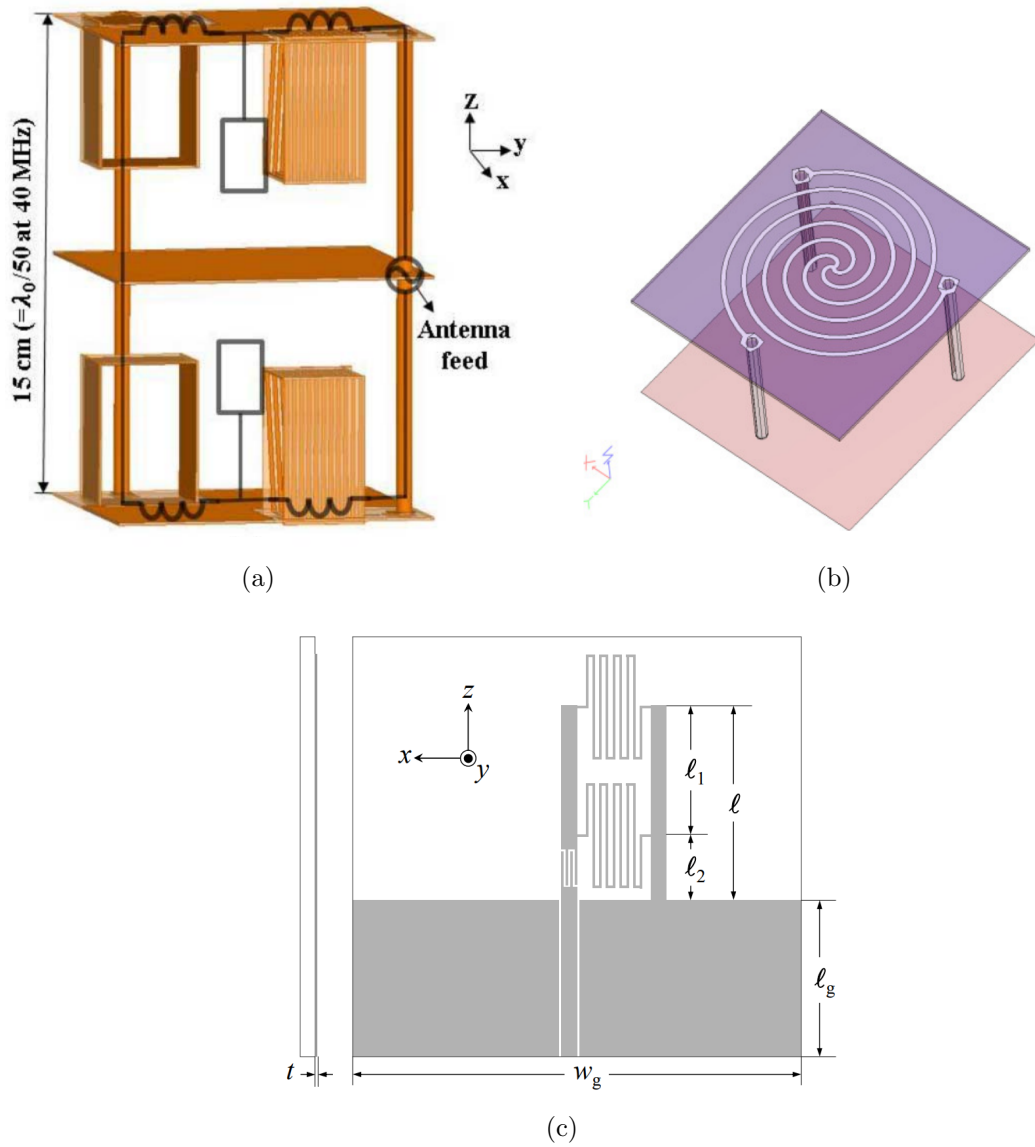 15 cm (=λ₀/50 at 40 MHz)
z
y
x
Antenna
feed
(a)
X
Z
Y
(b)
z
x
y
ℓ₁
ℓ
ℓ₂
ℓg
t
wg
(c)